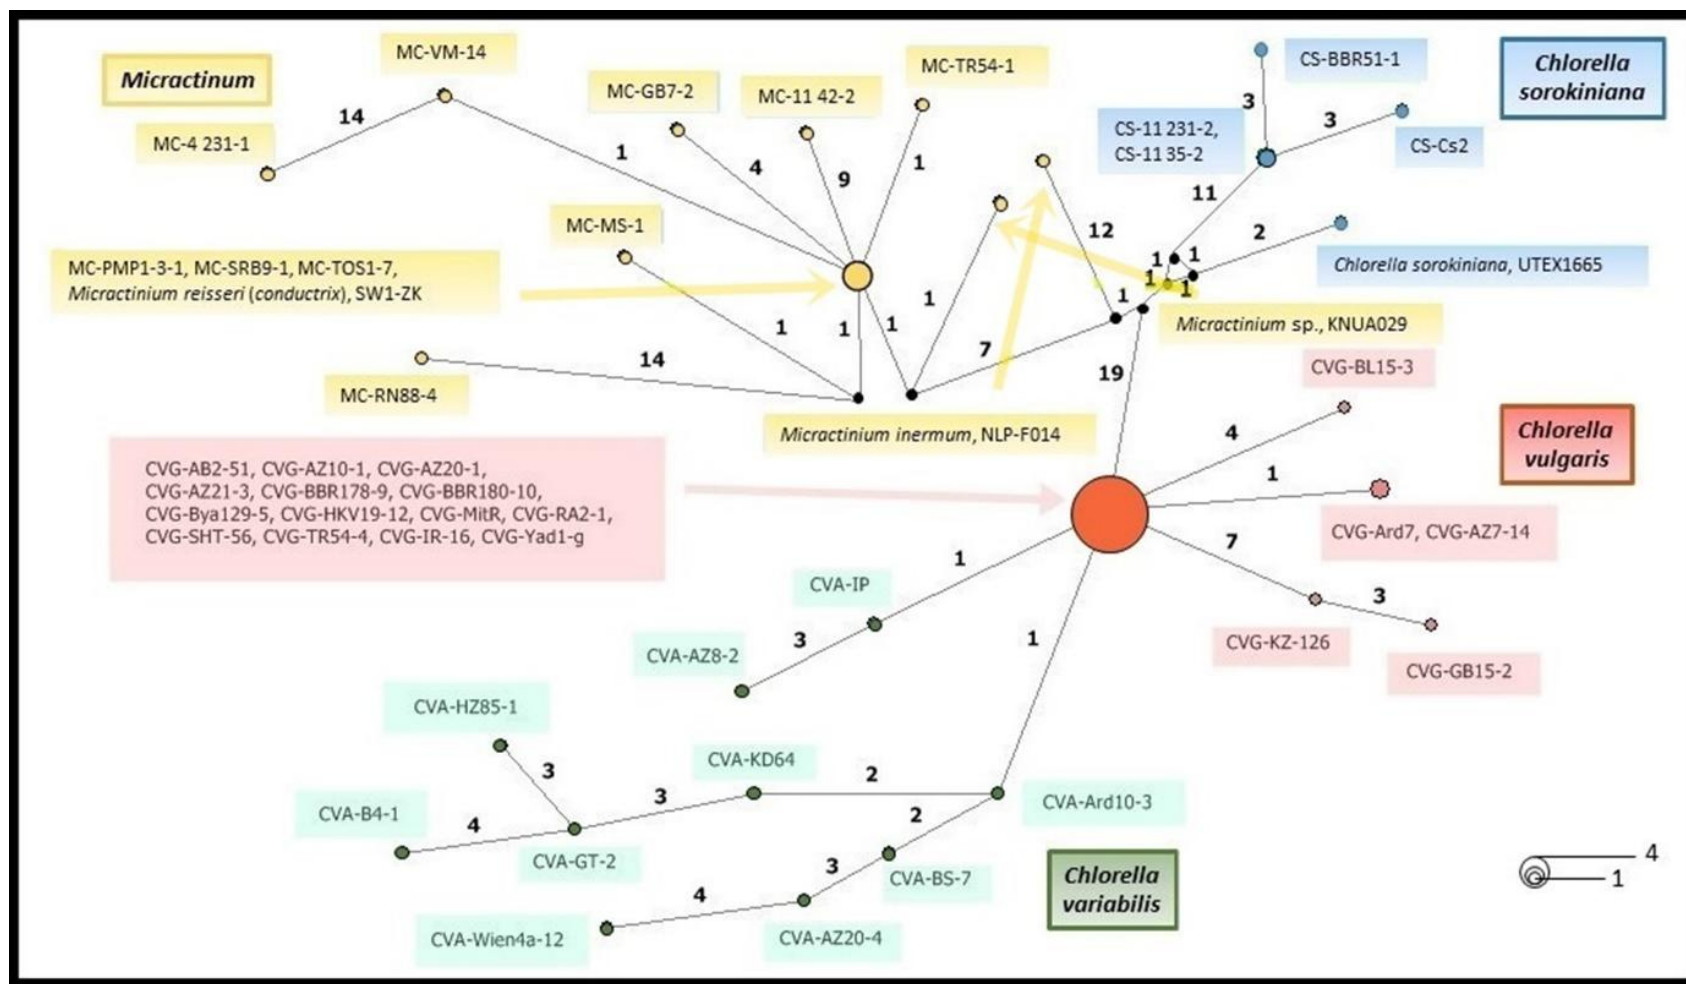 Micractinum
MC-VM-14
MC-4 231-1
14
1
MC-GB7-2
4
MC-11 42-2
9
MC-TR54-1
1
CS-BBR51-1
Chlorella
sorokiniana
3
3
CS-11 231-2,
CS-11 35-2
CS-Cs2
11
12
2
1
1
1
1
1
Chlorella sorokiniana, UTEX1665
MC-MS-1
MC-PMP1-3-1, MC-SRB9-1, MC-TOS1-7,
Micractinium reisseri (conductrix), SW1-ZK
1
1
1
1
7
14
MC-RN88-4
Micractinium sp., KNUA029
Micractinium inermum, NLP-F014
19
CVG-BL15-3
4
Chlorella
vulgaris
1
CVG-Ard7, CVG-AZ7-14
7
3
CVG-KZ-126
CVG-GB15-2
CVG-AB2-51, CVG-AZ10-1, CVG-AZ20-1,
CVG-AZ21-3, CVG-BBR178-9, CVG-BBR180-10,
CVG-Bya129-5, CVG-HKV19-12, CVG-MitR, CVG-RA2-1,
CVG-SHT-56, CVG-TR54-4, CVG-IR-16, CVG-Yad1-g
1
CVA-IP
3
CVA-AZ8-2
1
CVA-HZ85-1
3
CVA-KD64
2
3
CVA-B4-1
4
CVA-GT-2
CVA-Ard10-3
2
CVA-BS-7
3
4
CVA-Wien4a-12
CVA-AZ20-4
Chlorella
variabilis
4
1